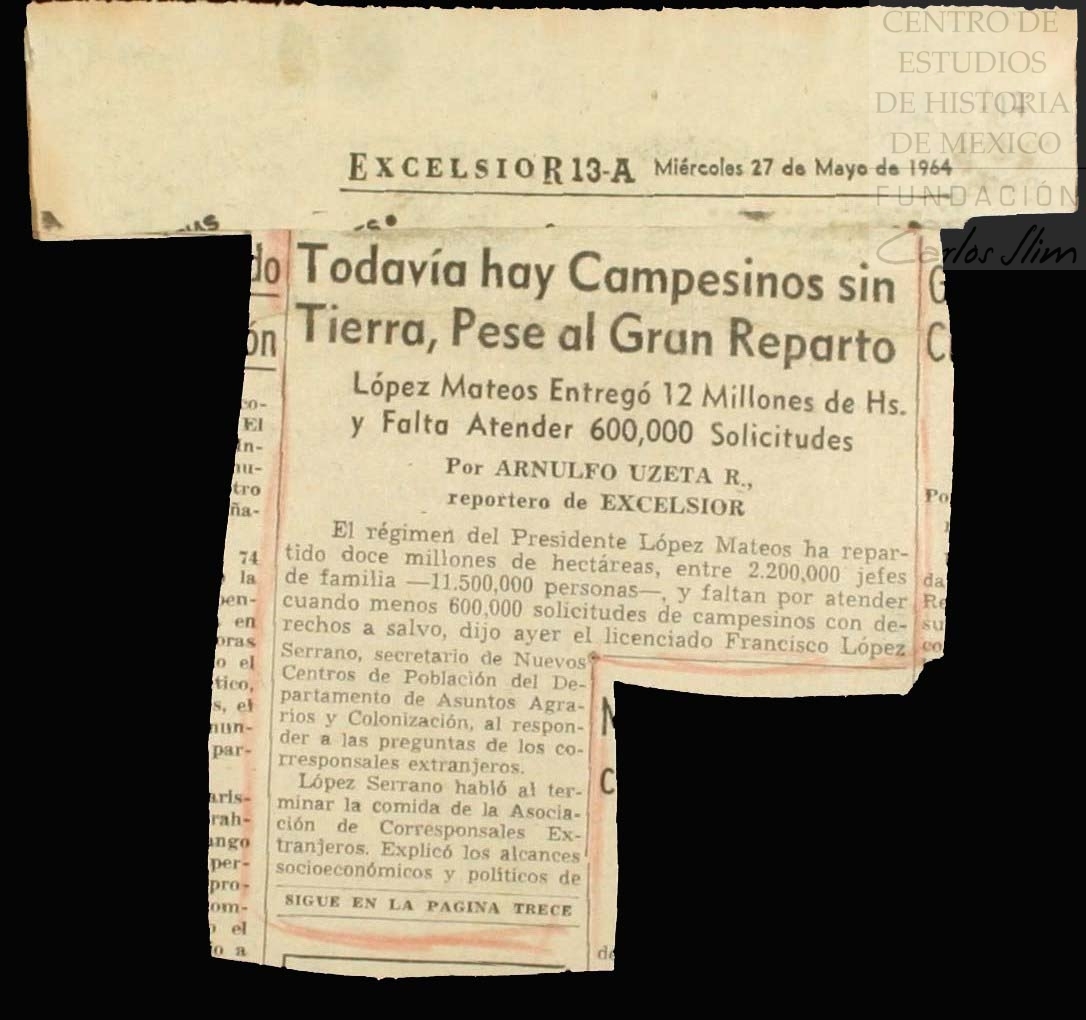 CENTRO DE
ESTUDIOS
DE HISTORIA
DE MEXICO
FUNDACIÓN
Carlos Slim
EXCELSIOR 13-A Miércoles 27 de Mayo de 1964
Todavía hay Campesinos sin
Tierra, Pese al Gran Reparto
López Mateos Entregó 12 Millones de Hs.
y Falta Atender 600,000 Solicitudes
Por ARNULFO UZETA R.,
reportero de EXCELSIOR
El régimen del Presidente López Mateos ha repar-
tido doce millones de hectáreas, entre 2.200,000 jefes
de familia —11.500,000 personas—, y faltan por atender
cuando menos 600,000 solicitudes de campesinos con de-
rechos a salvo, dijo ayer el licenciado Francisco López
Serrano, secretario de Nuevos
Centros de Población del De-
partamento de Asuntos Agra-
rios y Colonización, al respon-
der a las preguntas de los co-
rresponsales extranjeros.
López Serrano habló al ter-
minar la comida de la Asocia-
ción de Corresponsales Ex-
tranjeros. Explicó los alcances
socioeconómicos y políticos de
SIGUE EN LA PAGINA TRECE